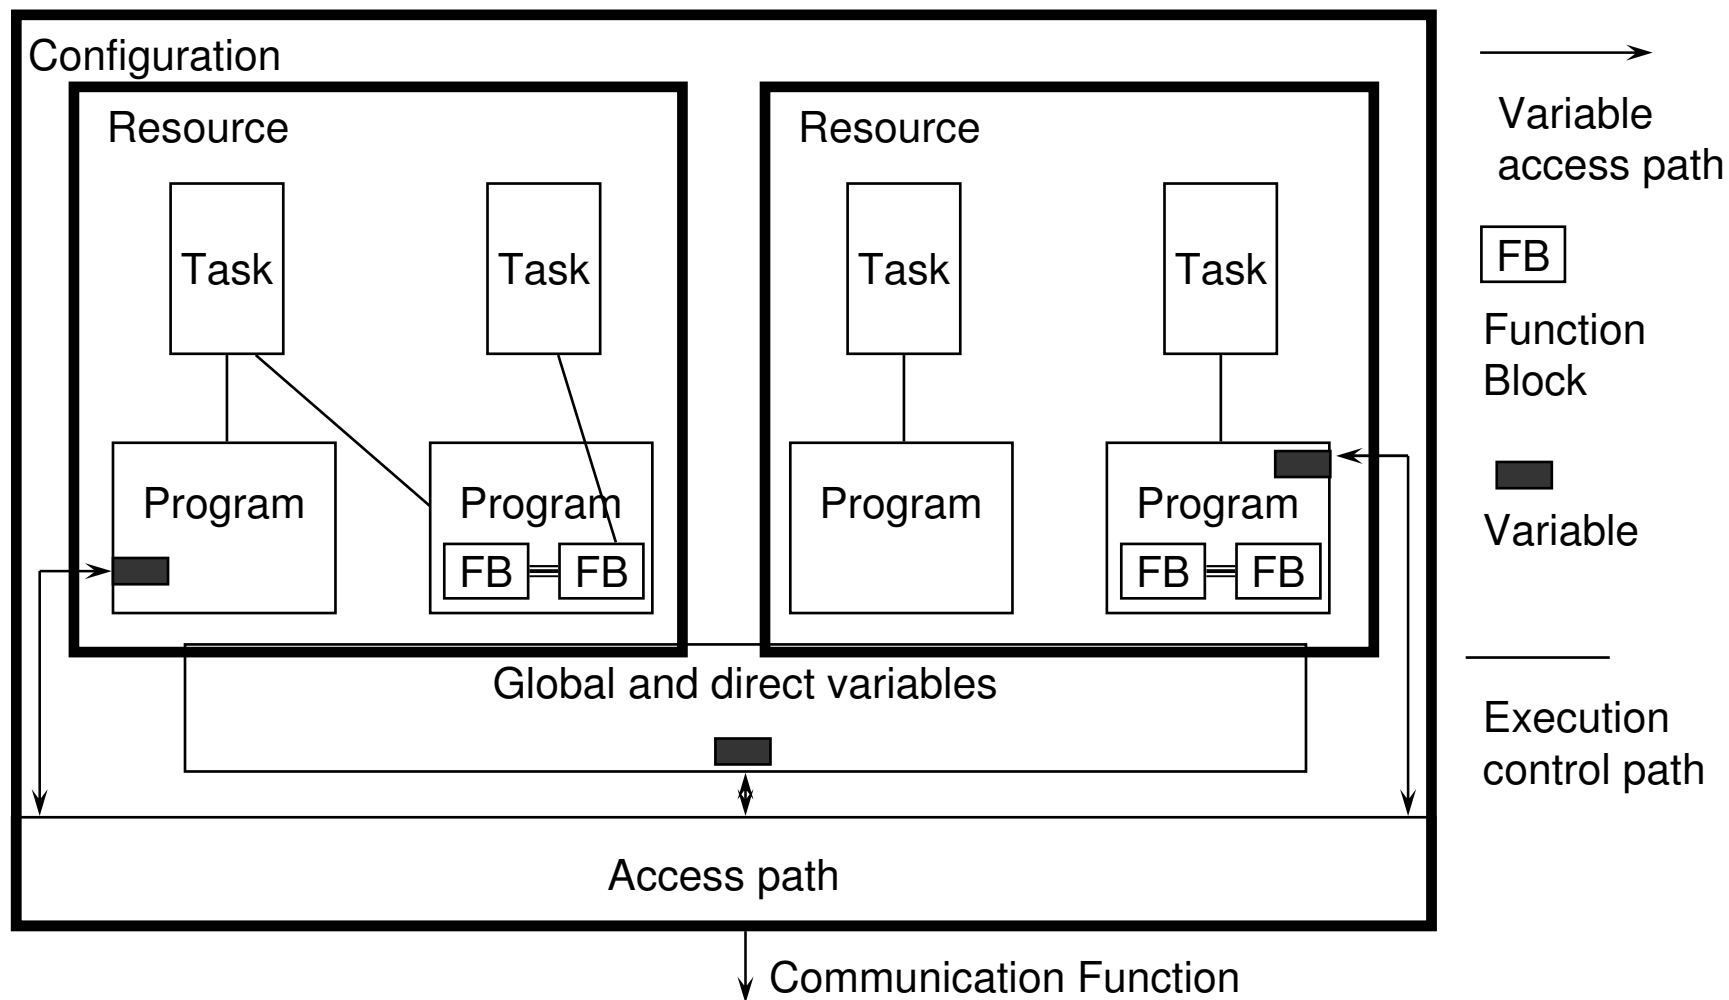 Configuration
Resource
Resource
Task
Task
Task
Task
Program
Program
Program
Program
FB
FB
FB
FB
Global and direct variables
Access path
Communication Function
Variable
access path
FB
Function
Block
Variable
Execution
control path